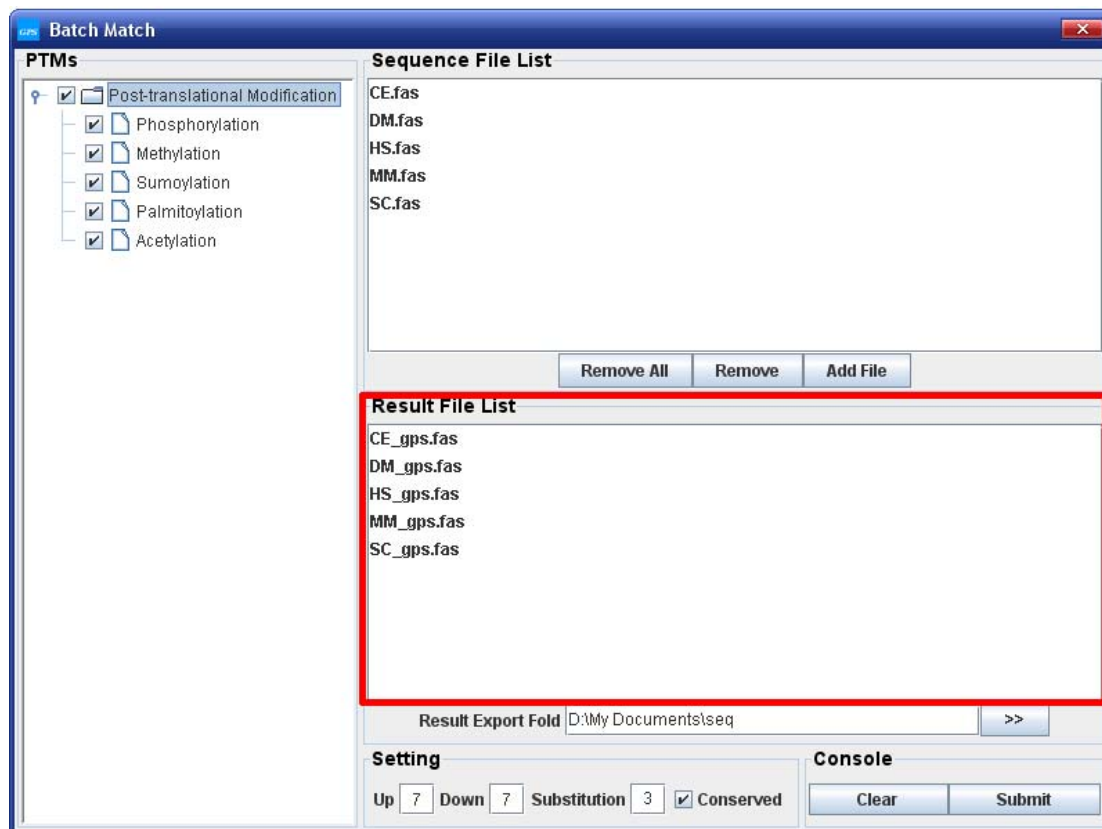 GPS Batch Match
PTMs
Post-translational Modification
Phosphorylation
Methylation
Sumoylation
Palmitoylation
Acetylation
Sequence File List
CE.fas
DM.fas
HS.fas
MM.fas
SC.fas
Remove All Remove Add File
Result File List
CE_gps.fas
DM_gps.fas
HS_gps.fas
MM_gps.fas
SC_gps.fas
Result Export Fold D:\My Documents\seq >>
Setting
Up 7 Down 7 Substitution 3 Conserved
Console
Clear Submit